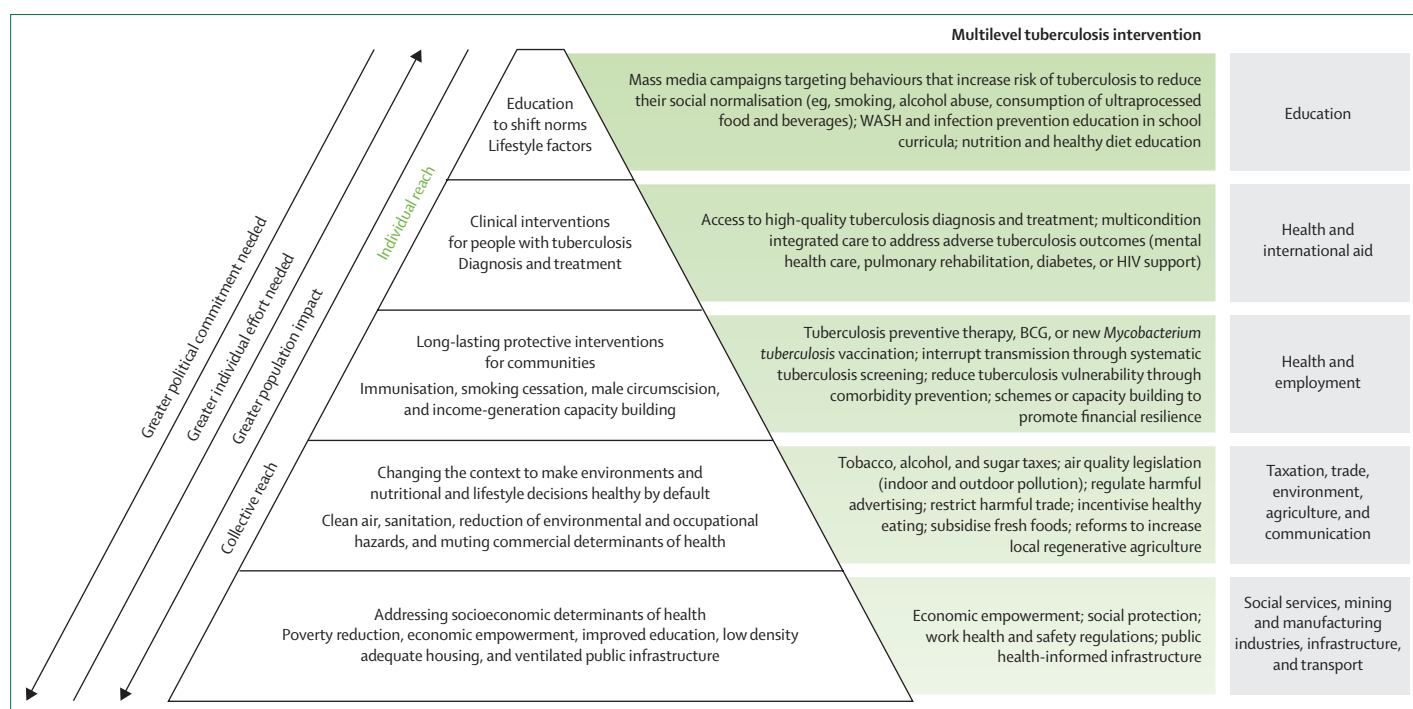 Multilevel tuberculosis intervention
Greater political commitment needed
Greater individual effort needed
Greater population impact
Individual reach
Collective reach
Education
to shift norms
Lifestyle factors
Mass media campaigns targeting behaviours that increase risk of tuberculosis to reduce
their social normalisation (eg, smoking, alcohol abuse, consumption of ultraprocessed
food and beverages); WASH and infection prevention education in school
curricula; nutrition and healthy diet education
Education
Clinical interventions
for people with tuberculosis
Diagnosis and treatment
Access to high-quality tuberculosis diagnosis and treatment; multicondition
integrated care to address adverse tuberculosis outcomes (mental
health care, pulmonary rehabilitation, diabetes, or HIV support)
Health and
international aid
Long-lasting protective interventions
for communities
Immunisation, smoking cessation, male circumscision,
and income-generation capacity building
Tuberculosis preventive therapy, BCG, or new Mycobacterium
tuberculosis vaccination; interrupt transmission through systematic
tuberculosis screening; reduce tuberculosis vulnerability through
comorbidity prevention; schemes or capacity building to
promote financial resilience
Health and
employment
Changing the context to make environments and
nutritional and lifestyle decisions healthy by default
Clean air, sanitation, reduction of environmental and occupational
hazards, and muting commercial determinants of health
Tobacco, alcohol, and sugar taxes; air quality legislation
(indoor and outdoor pollution); regulate harmful
advertising; restrict harmful trade; incentivise healthy
eating; subsidise fresh foods; reforms to increase
local regenerative agriculture
Taxation, trade,
environment,
agriculture, and
communication
Addressing socioeconomic determinants of health
Poverty reduction, economic empowerment, improved education, low density
adequate housing, and ventilated public infrastructure
Economic empowerment; social protection;
work health and safety regulations; public
health-informed infrastructure
Social services, mining
and manufacturing
industries, infrastructure,
and transport